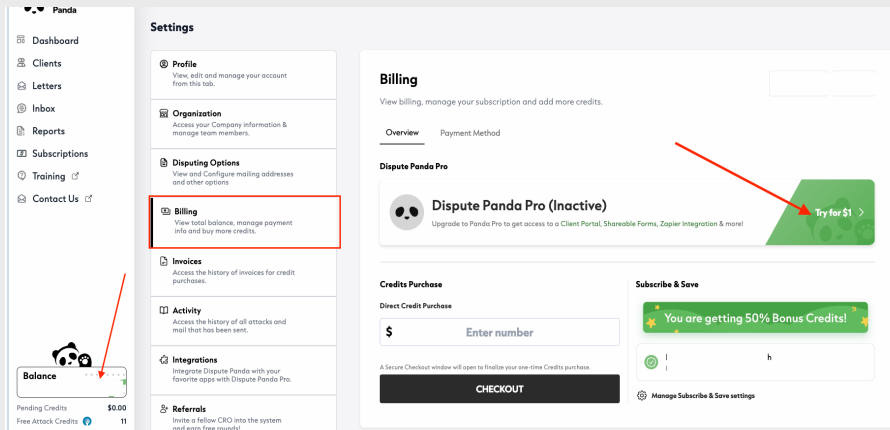 Panda
Dashboard
Clients
Letters
Inbox
Reports
Subscriptions
Training
Contact Us
Balance
Pending Credits $0.00
Free Attack Credits 11
Settings
Profile
View, edit and manage your account
from this tab.
Organization
Access your Company information &
manage team members.
Disputing Options
View and Configure mailing addresses
and other options
Billing
View total balance, manage payment
info and buy more credits.
Invoices
Access the history of invoices for credit
purchases.
Activity
Access the history of all attacks and
mail that has been sent.
Integrations
Integrate Dispute Panda with your
favorite apps with Dispute Panda Pro.
Referrals
Invite a fellow CRO into the system
and earn free rounds!
Billing
View billing, manage your subscription and add more credits.
Overview Payment Method
Dispute Panda Pro
Dispute Panda Pro (Inactive)
Upgrade to Panda Pro to get access to a Client Portal, Shareable Forms, Zapier Integration & more!
Try for $1
Credits Purchase
Direct Credit Purchase
$ Enter number
A Secure Checkout window will open to finalize your one-time Credits purchase.
CHECKOUT
Subscribe & Save
You are getting 50% Bonus Credits!
h
Manage Subscribe & Save settings